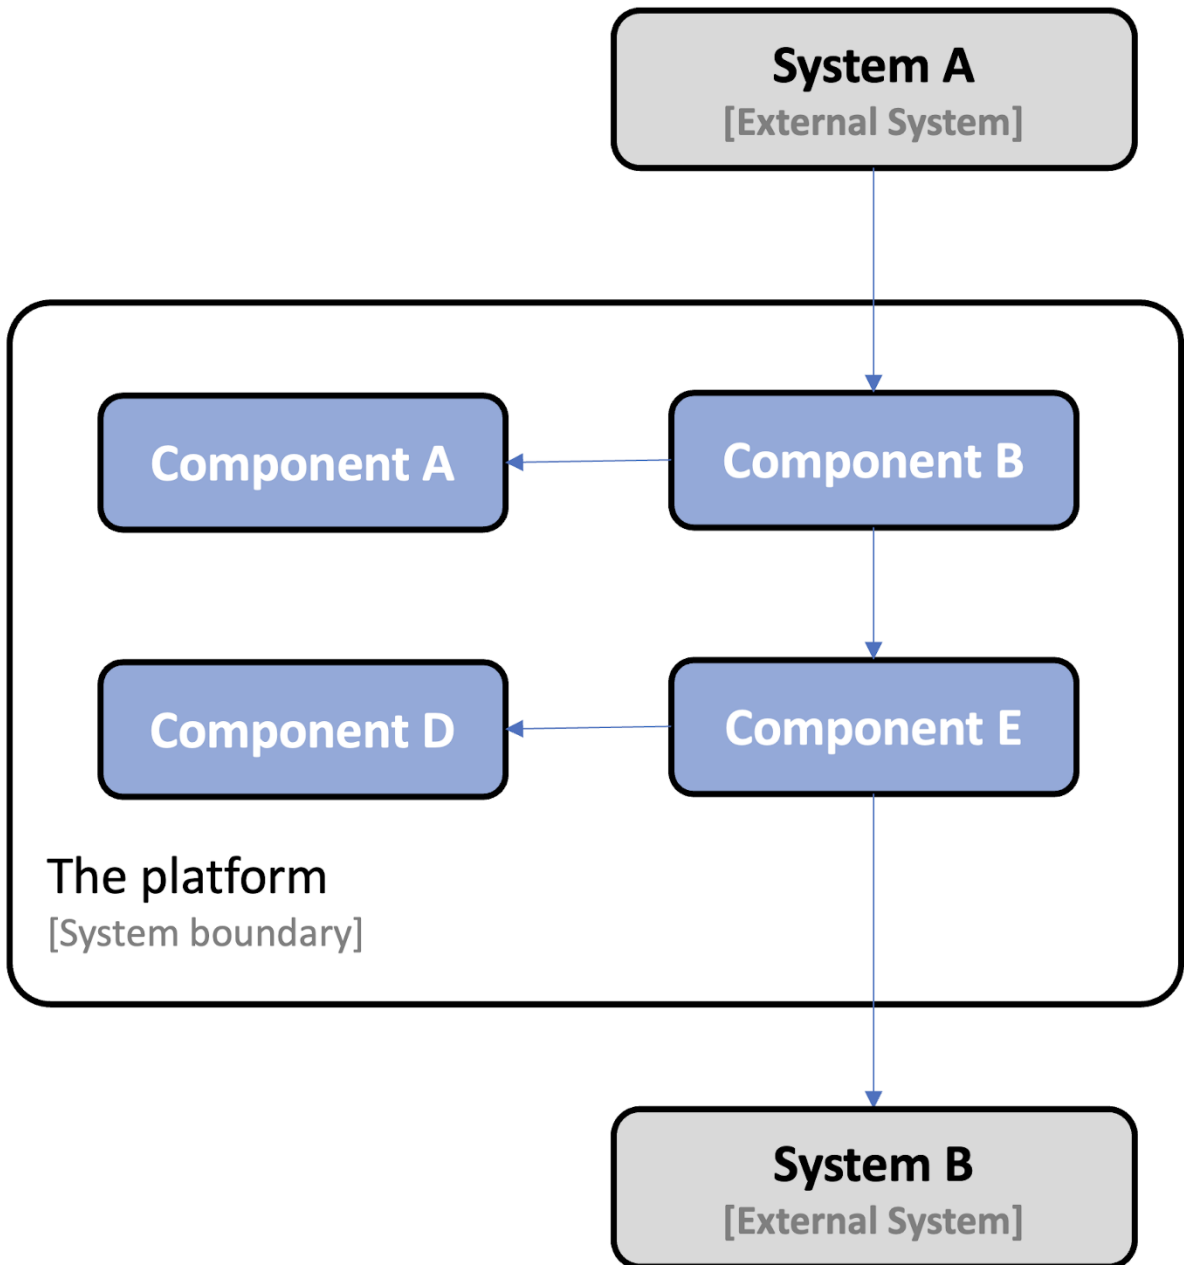 System A
[External System]
Component A
Component B
Component D
Component E
The platform
[System boundary]
System B
[External System]